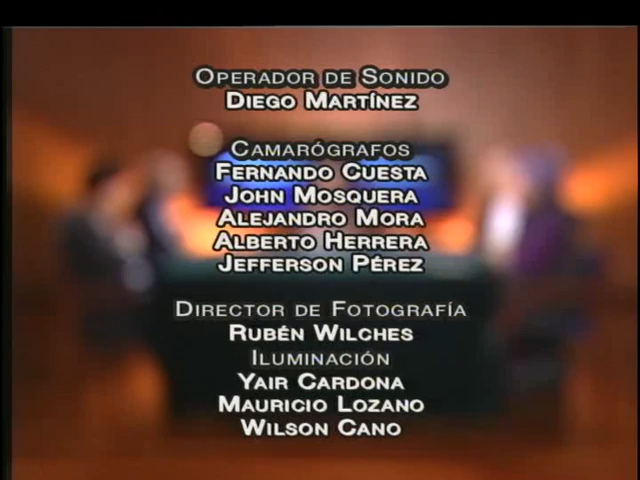 Operador de Sonido
Diego Martínez
Camarógrafos
Fernando Cuesta
John Mosquera
Alejandro Mora
Alberto Herrera
Jefferson Pérez
Director de Fotografía
Rubén Wilches
Iluminación
Yair Cardona
Mauricio Lozano
Wilson Cano